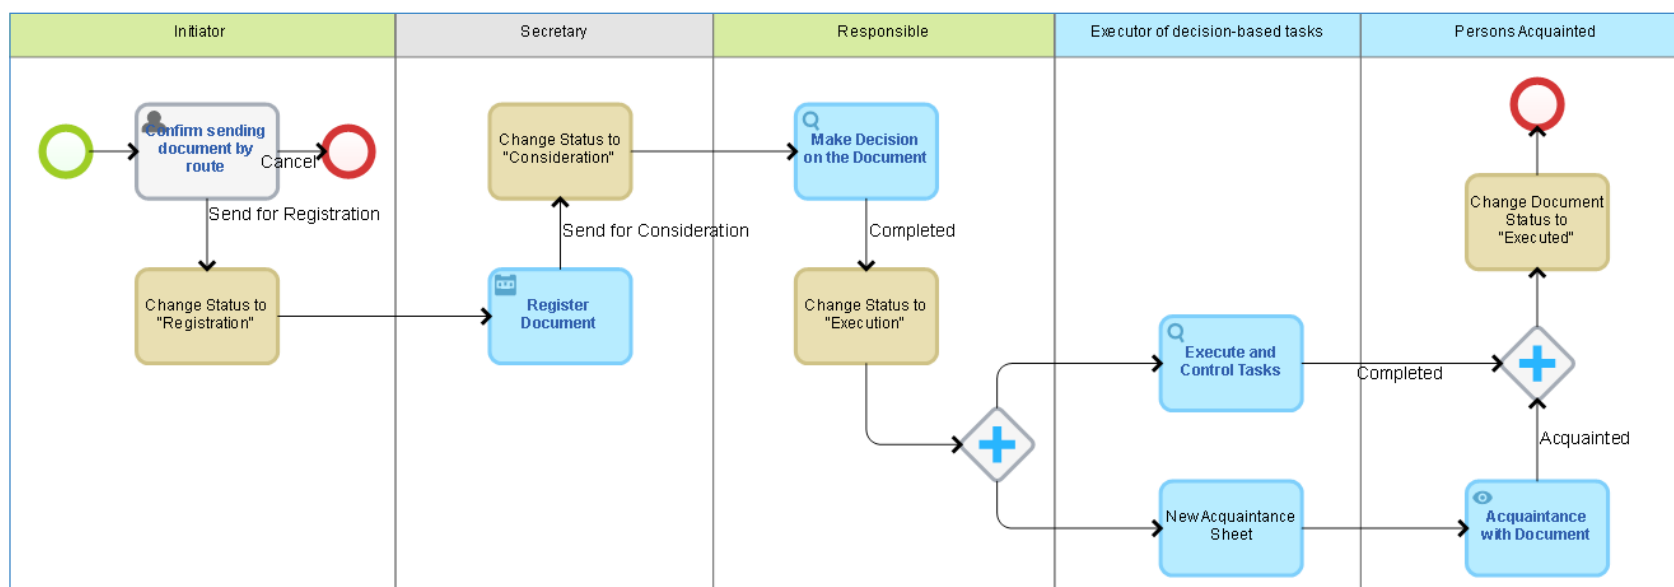 Initiator
Secretary
Responsible
Executor of decision-based tasks
Persons Acquainted
Confirm sending
document by
route
Cancel
Send for Registration
Change Status to
"Registration"
Change Status to
"Consideration"
Send for Consideration
Register
Document
Make Decision
on the Document
Completed
Change Status to
"Execution"
Execute and
Control Tasks
Completed
New Acquaintance
Sheet
Change Document
Status to
"Executed"
Acquainted
Acquaintance
with Document